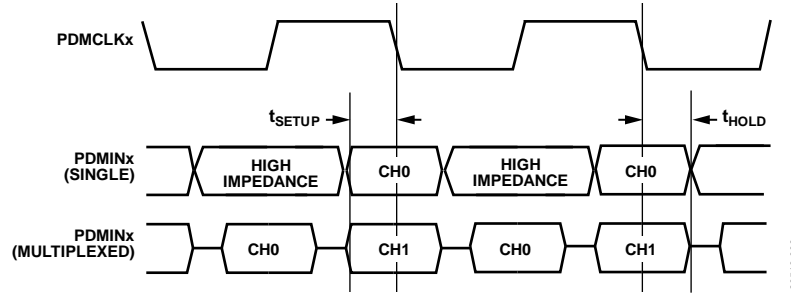 PDMCLKx
tSETUP
tHOLD
PDMINx
(SINGLE)
HIGH
IMPEDANCE
CH0
HIGH
IMPEDANCE
CH0
PDMINx
(MULTIPLEXED)
CH0
CH1
CH0
CH1